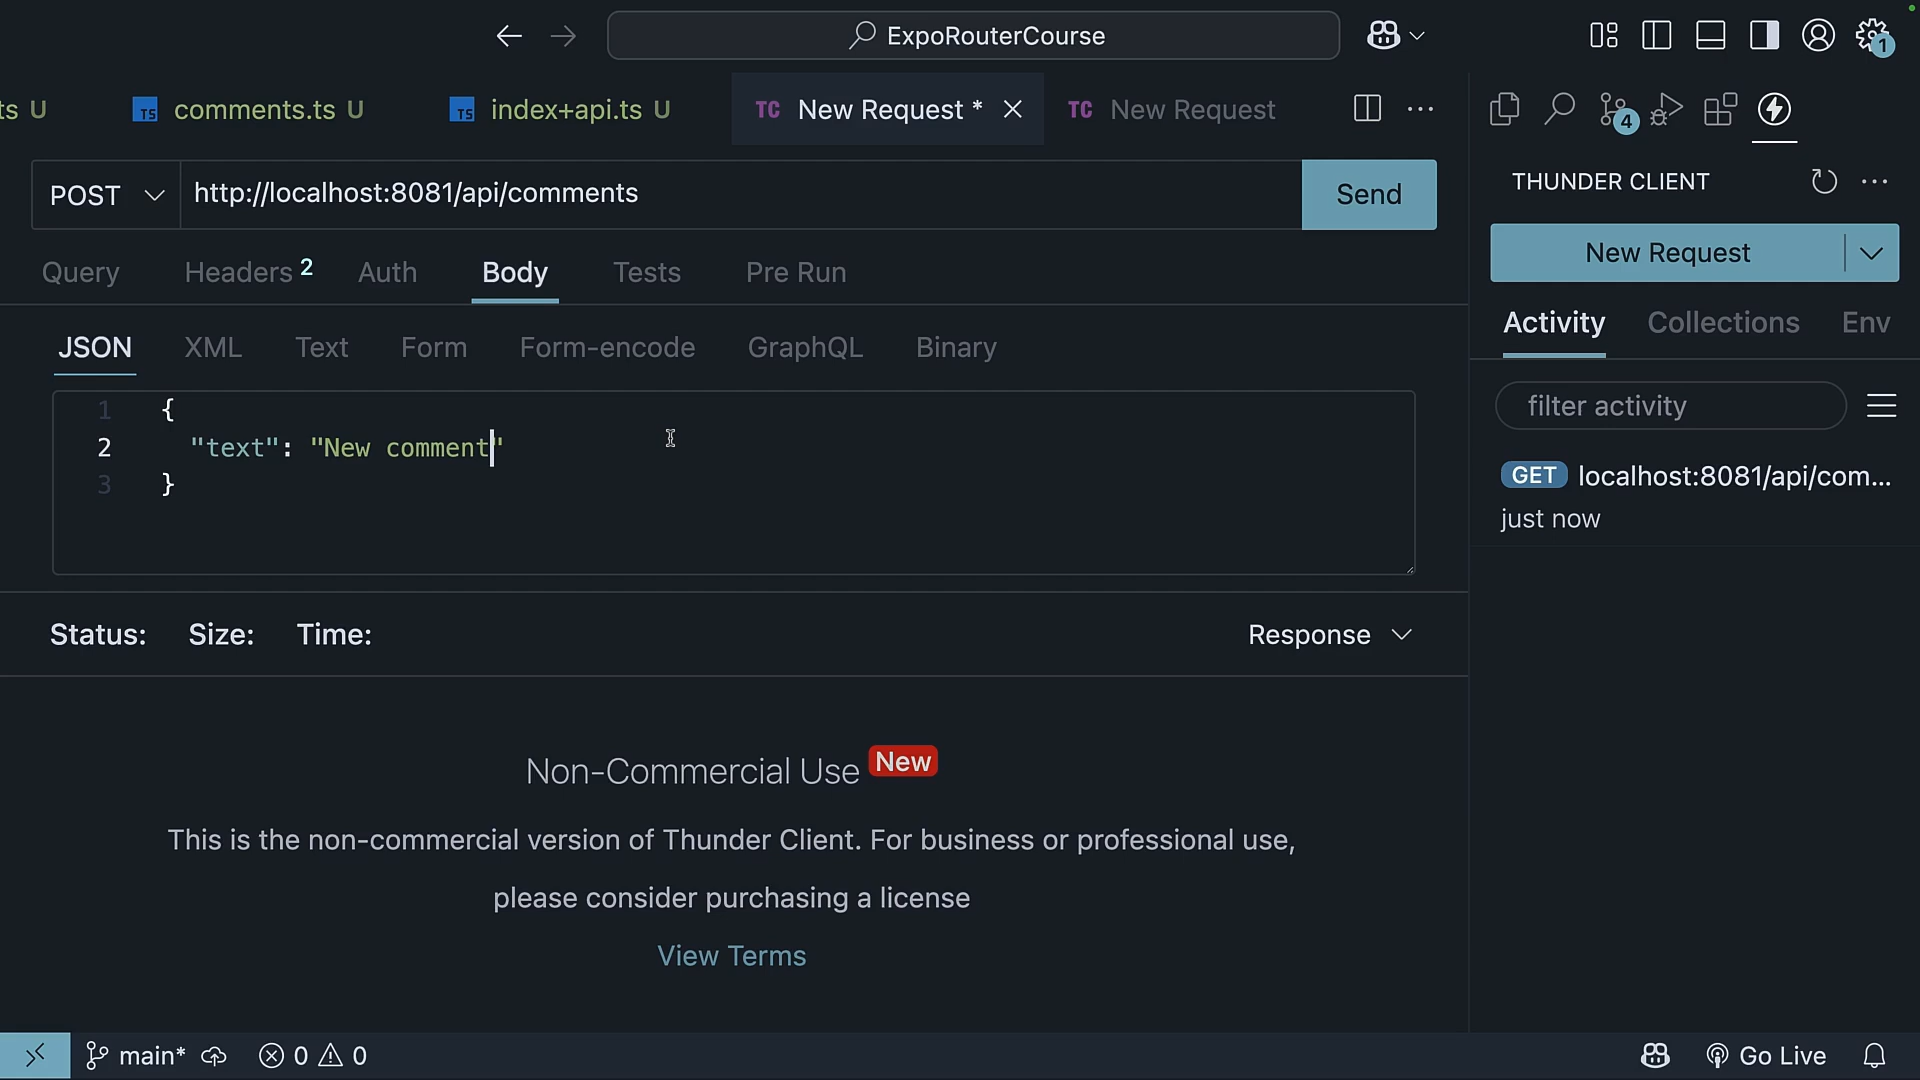 ExpoRouterCourse
1
ts U
TS comments.ts U
TS index+api.ts U
TC New Request *
TC New Request
4
POST
http://localhost:8081/api/comments
Send
THUNDER CLIENT
New Request
Query
Headers 2
Auth
Body
Tests
Pre Run
Activity
Collections
Env
JSON
XML
Text
Form
Form-encode
GraphQL
Binary
filter activity
1 {
2 "text": "New comment"
3 }
GET localhost:8081/api/com...
just now
Status:
Size:
Time:
Response
Non-Commercial Use New
This is the non-commercial version of Thunder Client. For business or professional use,
please consider purchasing a license
View Terms
main*
0
0
Go Live